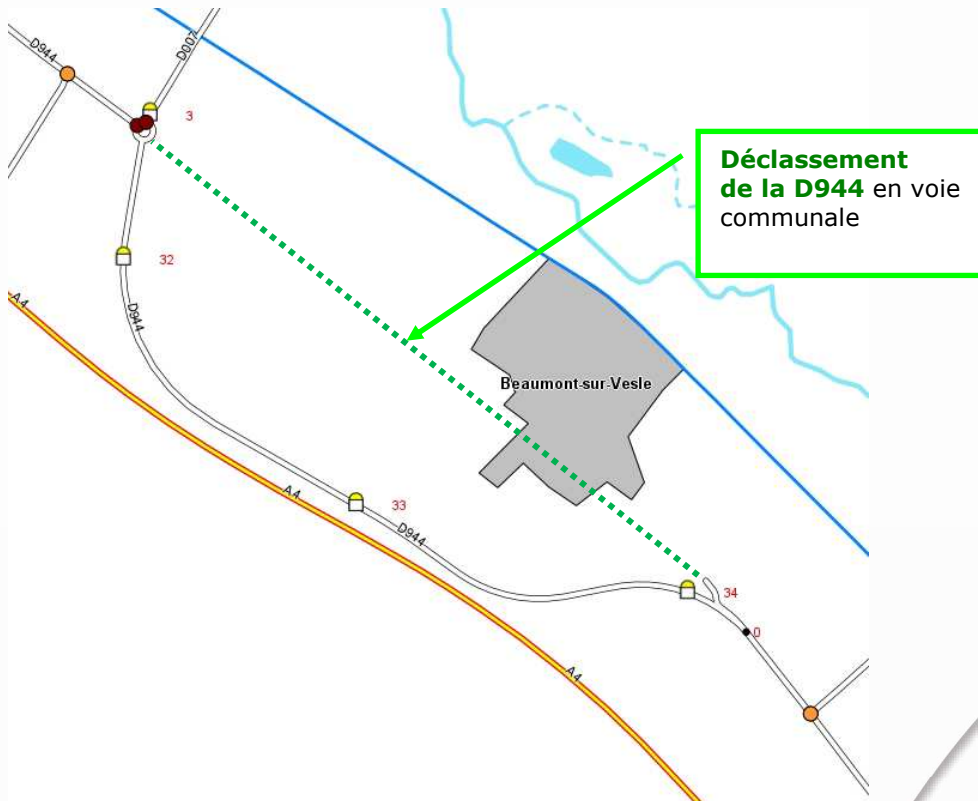 D944
D007
3
Déclassement
de la D944 en voie
communale
32
A4
D944
Beaumont-sur-Vesle
A4
33
D944
34
0
A4